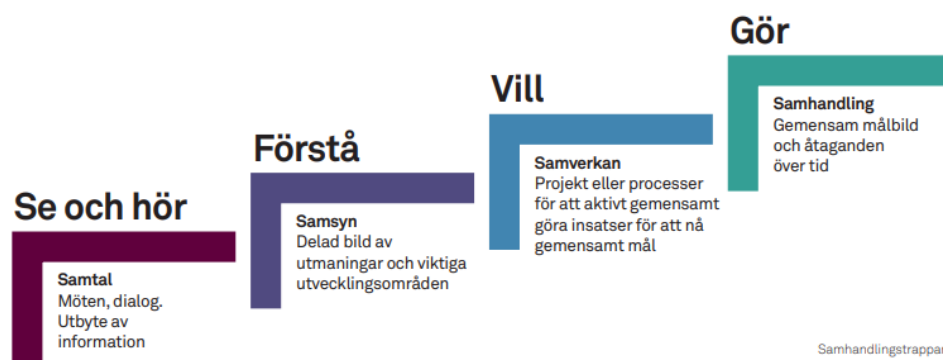 Se och hör
Samtal
Möten, dialog.
Utbyte av
information
Förstå
Samsyn
Delad bild av
utmaningar och viktiga
utvecklingsområden
Vill
Samverkan
Projekt eller processer
för att aktivt gemensamt
göra insatser för att nå
gemensamt mål
Gör
Samhandling
Gemensam målbild
och åtaganden
över tid
Samhandlingstrappan